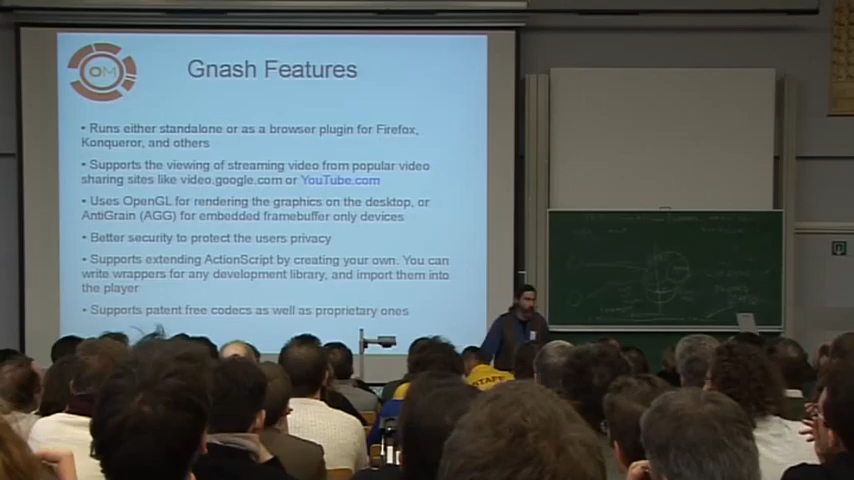 OM
Gnash Features
• Runs either standalone or as a browser plugin for Firefox,
Konqueror, and others
• Supports the viewing of streaming video from popular video
sharing sites like video.google.com or YouTube.com
• Uses OpenGL for rendering the graphics on the desktop, or
AntiGrain (AGG) for embedded framebuffer only devices
• Better security to protect the users privacy
• Supports extending ActionScript by creating your own. You can
write wrappers for any development library, and import them into
the player
• Supports patent free codecs as well as proprietary ones
STAFF